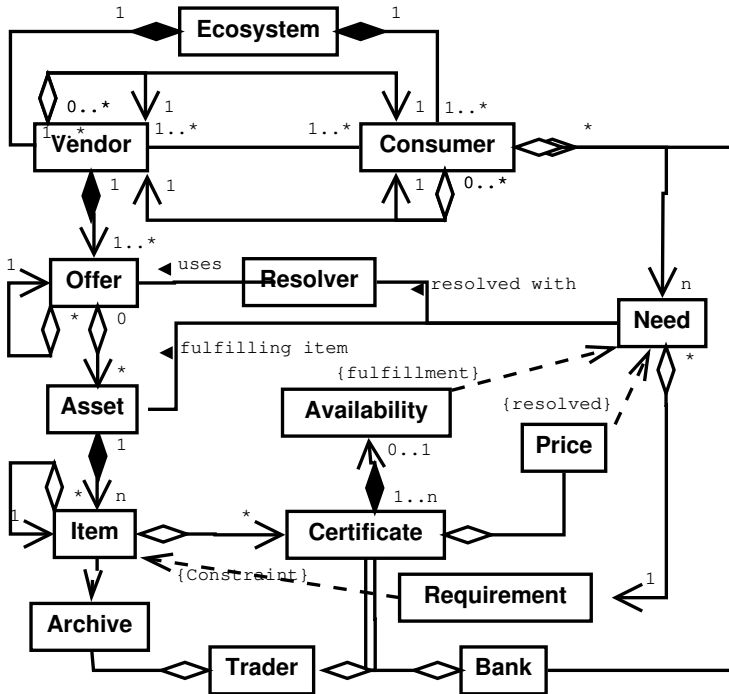 1
Ecosystem
1
0..*
1
1
1..*
1..*
Vendor
1..*
1..*
Consumer
*
1
1
1
0..*
1..*
uses
1
Offer
Resolver
resolved with
n
*
0
Need
fulfilling item
*
{fulfillment}
*
Asset
Availability
{resolved}
1
Price
0..1
*
n
1..n
1
Item
*
Certificate
{Constraint}
1
Requirement
Archive
Trader
Bank